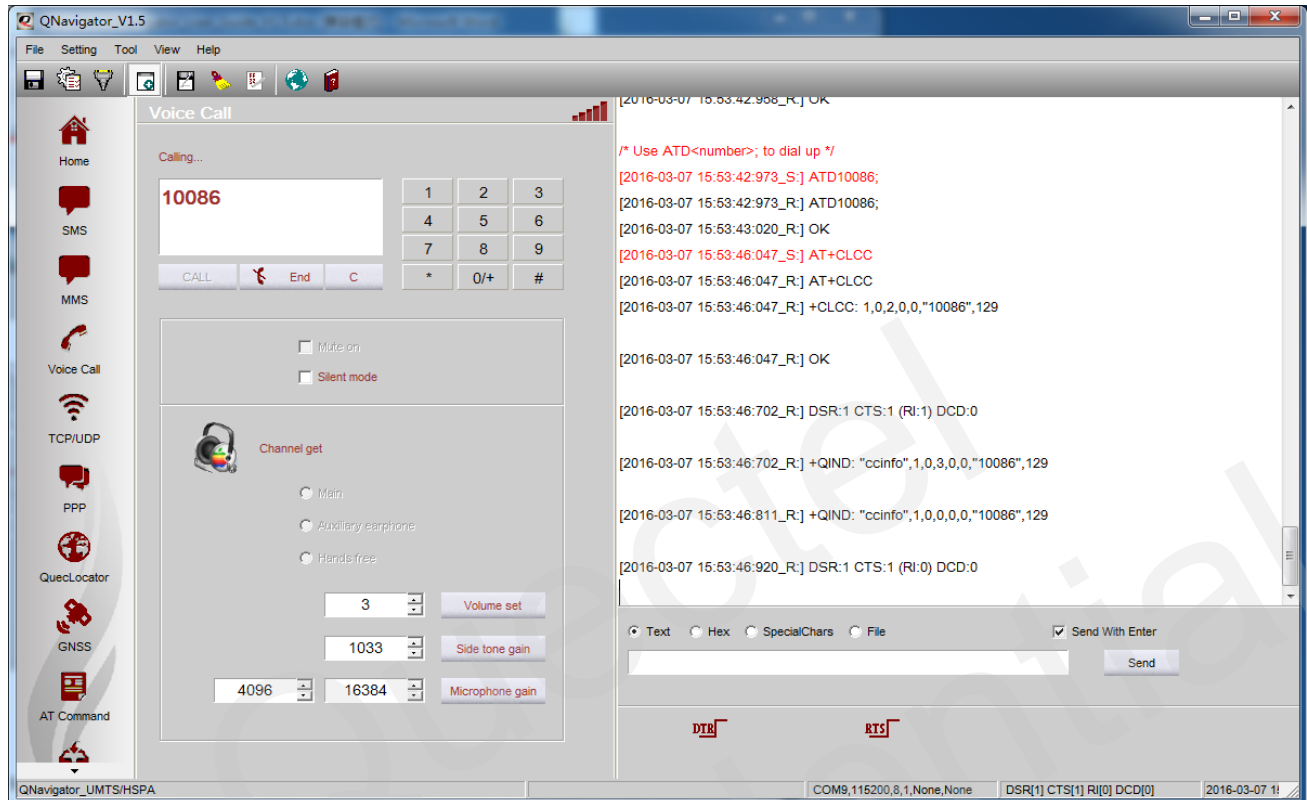 QNavigator_V1.5
File Setting Tool View Help
Home
SMS
MMS
Voice Call
TCP/UDP
PPP
QuecLocator
GNSS
AT Command
Voice Call
Calling...
10086
1 2 3
4 5 6
7 8 9
* 0/+ #
CALL End C
Mute on
Silent mode
Channel get
Main
Auxiliary earphone
Hands free
3 Volume set
1033 Side tone gain
4096 16384 Microphone gain
[2016-03-07 15:53:42:958_R:] OK
/* Use ATD<number>; to dial up */
[2016-03-07 15:53:42:973_S:] ATD10086;
[2016-03-07 15:53:42:973_R:] ATD10086;
[2016-03-07 15:53:43:020_R:] OK
[2016-03-07 15:53:46:047_S:] AT+CLCC
[2016-03-07 15:53:46:047_R:] AT+CLCC
[2016-03-07 15:53:46:047_R:] +CLCC: 1,0,2,0,0,"10086",129
[2016-03-07 15:53:46:047_R:] OK
[2016-03-07 15:53:46:702_R:] DSR:1 CTS:1 (RI:1) DCD:0
[2016-03-07 15:53:46:702_R:] +QIND: "ccinfo",1,0,3,0,0,"10086",129
[2016-03-07 15:53:46:811_R:] +QIND: "ccinfo",1,0,0,0,0,"10086",129
[2016-03-07 15:53:46:920_R:] DSR:1 CTS:1 (RI:0) DCD:0
Text Hex SpecialChars File Send With Enter
Send
DTR RTS
QNavigator_UMTS/HSPA COM9,115200,8,1,None,None DSR[1] CTS[1] RI[0] DCD[0] 2016-03-07
Quectel